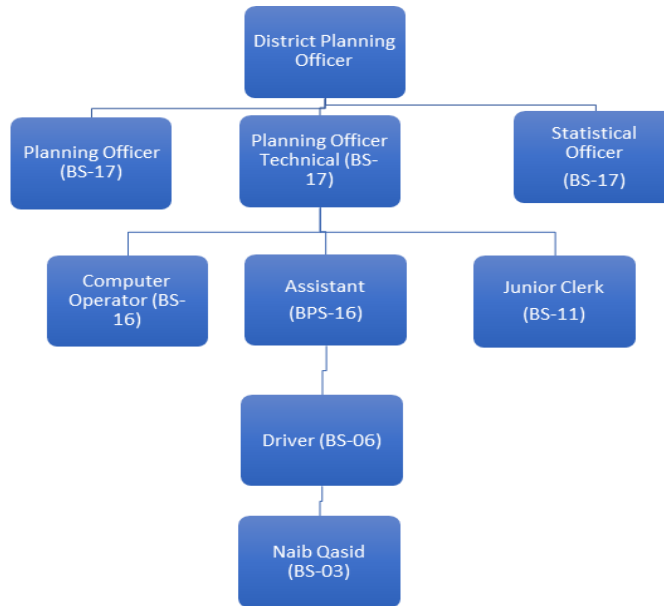 District Planning
Officer
Planning Officer
(BS-17)
Planning Officer
Technical (BS-
17)
Statistical
Officer
(BS-17)
Computer
Operator (BS-
16)
Assistant
(BPS-16)
Junior Clerk
(BS-11)
Driver (BS-06)
Naib Qasid
(BS-03)